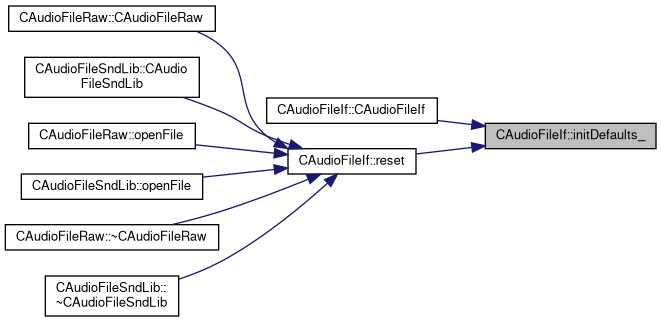 CAudioFileRaw::CAudioFileRaw
CAudioFileSndLib::CAudio
FileSndLib
CAudioFileRaw::openFile
CAudioFileSndLib::openFile
CAudioFileRaw::~CAudioFileRaw
CAudioFileSndLib::
~CAudioFileSndLib
CAudioFileIf::CAudioFileIf
CAudioFileIf::reset
CAudioFileIf::initDefaults_